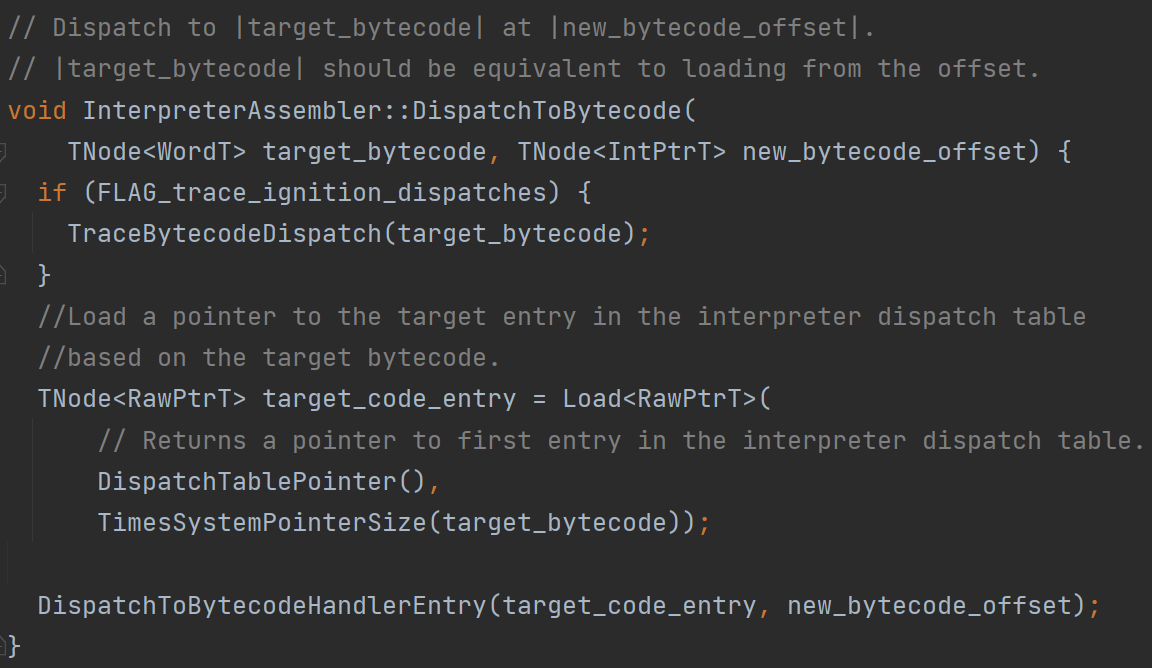 // Dispatch to |target_bytecode| at |new_bytecode_offset|.
// |target_bytecode| should be equivalent to loading from the offset.
void InterpreterAssembler::DispatchToBytecode(
    TNode<WordT> target_bytecode, TNode<IntPtrT> new_bytecode_offset) {
  if (FLAG_trace_ignition_dispatches) {
    TraceBytecodeDispatch(target_bytecode);
  }
  //Load a pointer to the target entry in the interpreter dispatch table
  //based on the target bytecode.
  TNode<RawPtrT> target_code_entry = Load<RawPtrT>(
      // Returns a pointer to first entry in the interpreter dispatch table.
      DispatchTablePointer(),
      TimesSystemPointerSize(target_bytecode));
  DispatchToBytecodeHandlerEntry(target_code_entry, new_bytecode_offset);
}